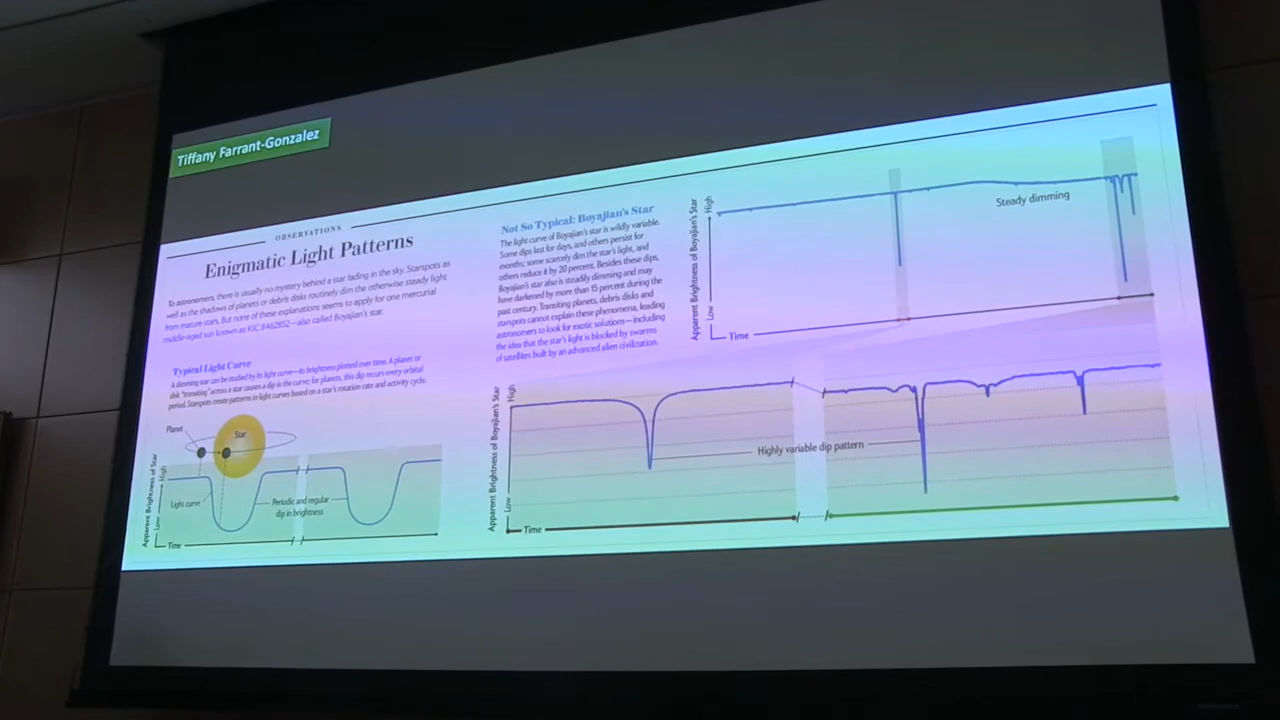 Tiffany Farrant-Gonzalez
OBSERVATIONS
Enigmatic Light Patterns
To astronomers, there is usually no mystery behind a star fading in the sky. Starspots as
well as the shadows of planets or debris disks routinely dim the otherwise steady light
from mature stars. But none of these explanations seems to apply for one mercurial
middle-aged sun known as KIC 8462852—also called Boyajian's star.
Typical Light Curve
A dimming star can be studied by its light curve—its brightness plotted over time. A planet or
disk "transiting" across a star causes a dip in the curve; for planets, this dip recurs every orbital
period. Starspots create patterns in light curves based on a star's rotation rate and activity cycle.
Planet
Star
Apparent Brightness of Star
Low
High
Light curve
Periodic and regular
dip in brightness
Time
Not So Typical: Boyajian's Star
The light curve of Boyajian's star is wildly variable.
Some dips last for days, and others persist for
months; some scarcely dim the star's light, and
others reduce it by 20 percent. Besides these dips,
Boyajian's star also is steadily dimming and may
have darkened by more than 15 percent during the
past century. Transiting planets, debris disks and
starspots cannot explain these phenomena, leading
astronomers to look for exotic solutions—including
the idea that the star's light is blocked by swarms
of satellites built by an advanced alien civilization.
Apparent Brightness of Boyajian's Star
Low
High
Steady dimming
Time
Apparent Brightness of Boyajian's Star
Low
High
Highly variable dip pattern
Time